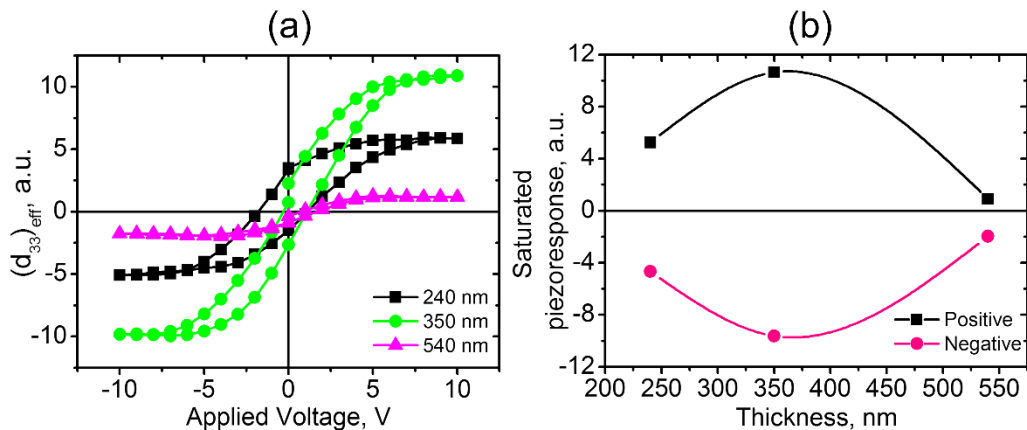 (a)
(d33)eff, a.u.
10
5
0
-5
-10
240 nm
350 nm
540 nm
-10
-5
0
5
10
Applied Voltage, V
(b)
Saturated
piezoresponse, a.u.
12
8
4
0
-4
-8
-12
Positive
Negative
200
250
300
350
400
450
500
550
Thickness, nm